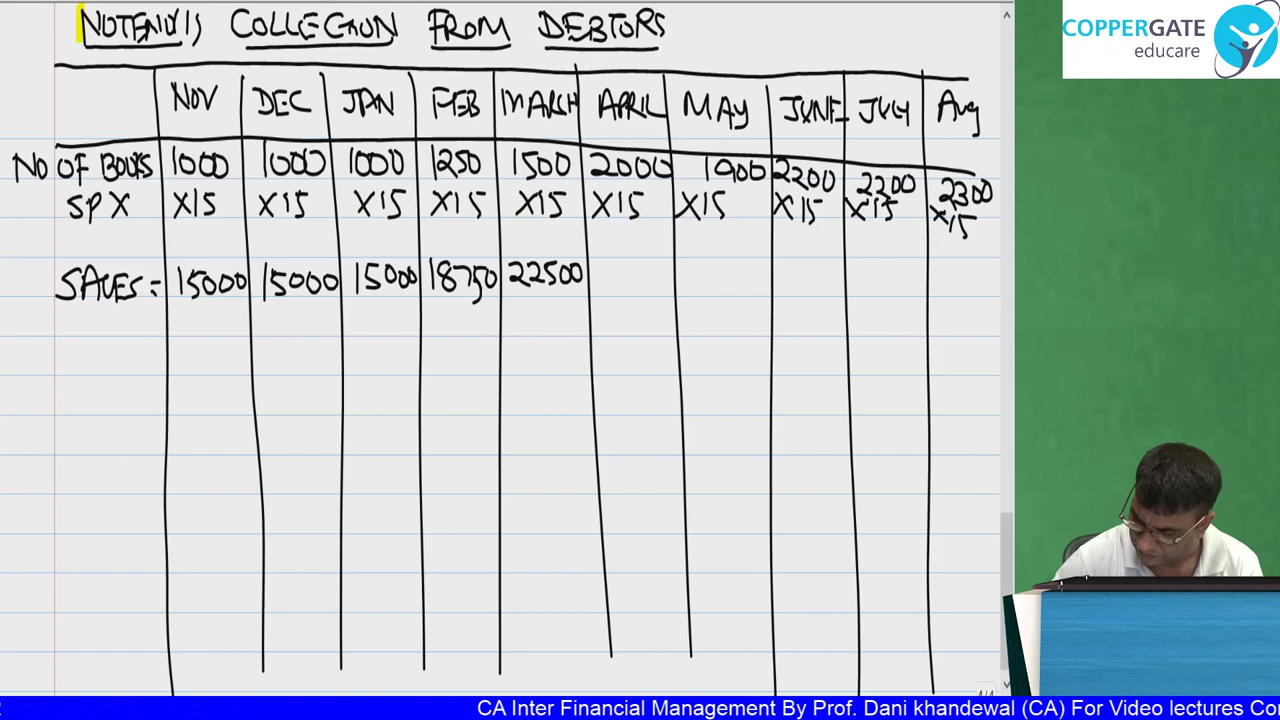 COLLECTION FROM DEBTORS
COPPERGATE
educare
NOV DEC JAN FEB MARCH APRIL MAY JUNE JULY Aug
NO OF BOOKS 1000 1000 1000 1250 1500 2000 1900 2200 2200 2300
SP X X15 X15 X15 X15 X15 X15 X15 X15 X15 X15
SALES = 15000 15000 15000 18750 22500
CA Inter Financial Management By Prof. Dani khandewal (CA) For Video lectures Co